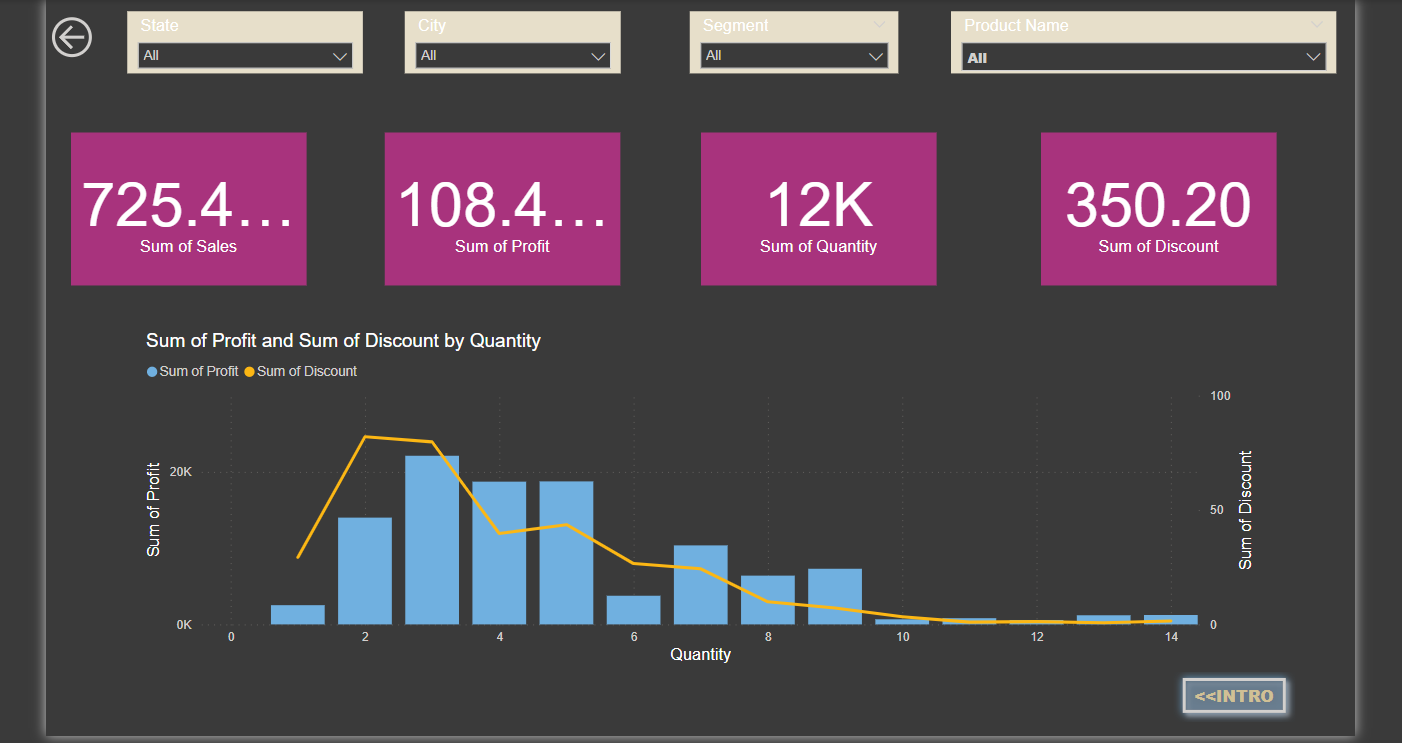 State City Segment Product Name
All All All All
725.4... 108.4... 12K 350.20
Sum of Sales Sum of Profit Sum of Quantity Sum of Discount
Sum of Profit and Sum of Discount by Quantity
Sum of Profit Sum of Discount
100
20K
50
0K 0
0 2 4 6 8 10 12 14
Sum of Profit
Sum of Discount
Quantity
<<INTRO